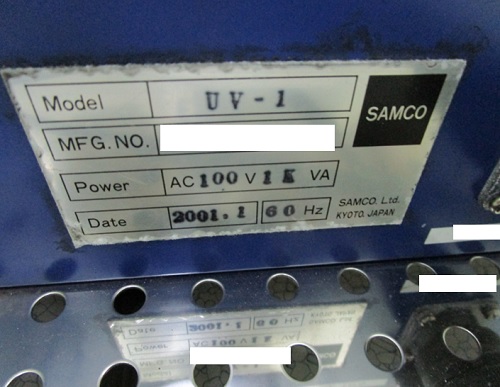 Model UV-1
SAMCO
MFG. NO.
Power AC 100 V 1K VA
Date 2001.1 60 Hz
SAMCO. Ltd.
KYOTO. JAPAN